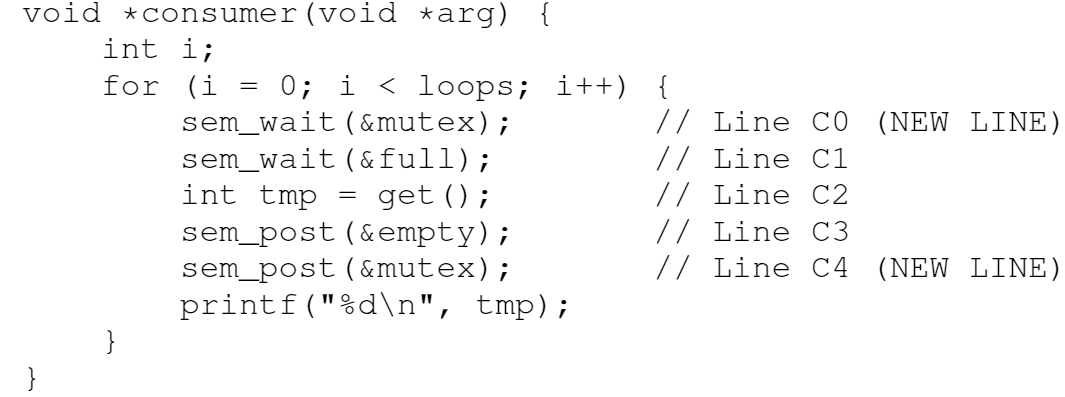 void *consumer(void *arg) {
    int i;
    for (i = 0; i < loops; i++) {
        sem_wait(&mutex);        // Line C0 (NEW LINE)
        sem_wait(&full);         // Line C1
        int tmp = get();         // Line C2
        sem_post(&empty);        // Line C3
        sem_post(&mutex);        // Line C4 (NEW LINE)
        printf("%d\n", tmp);
    }
}